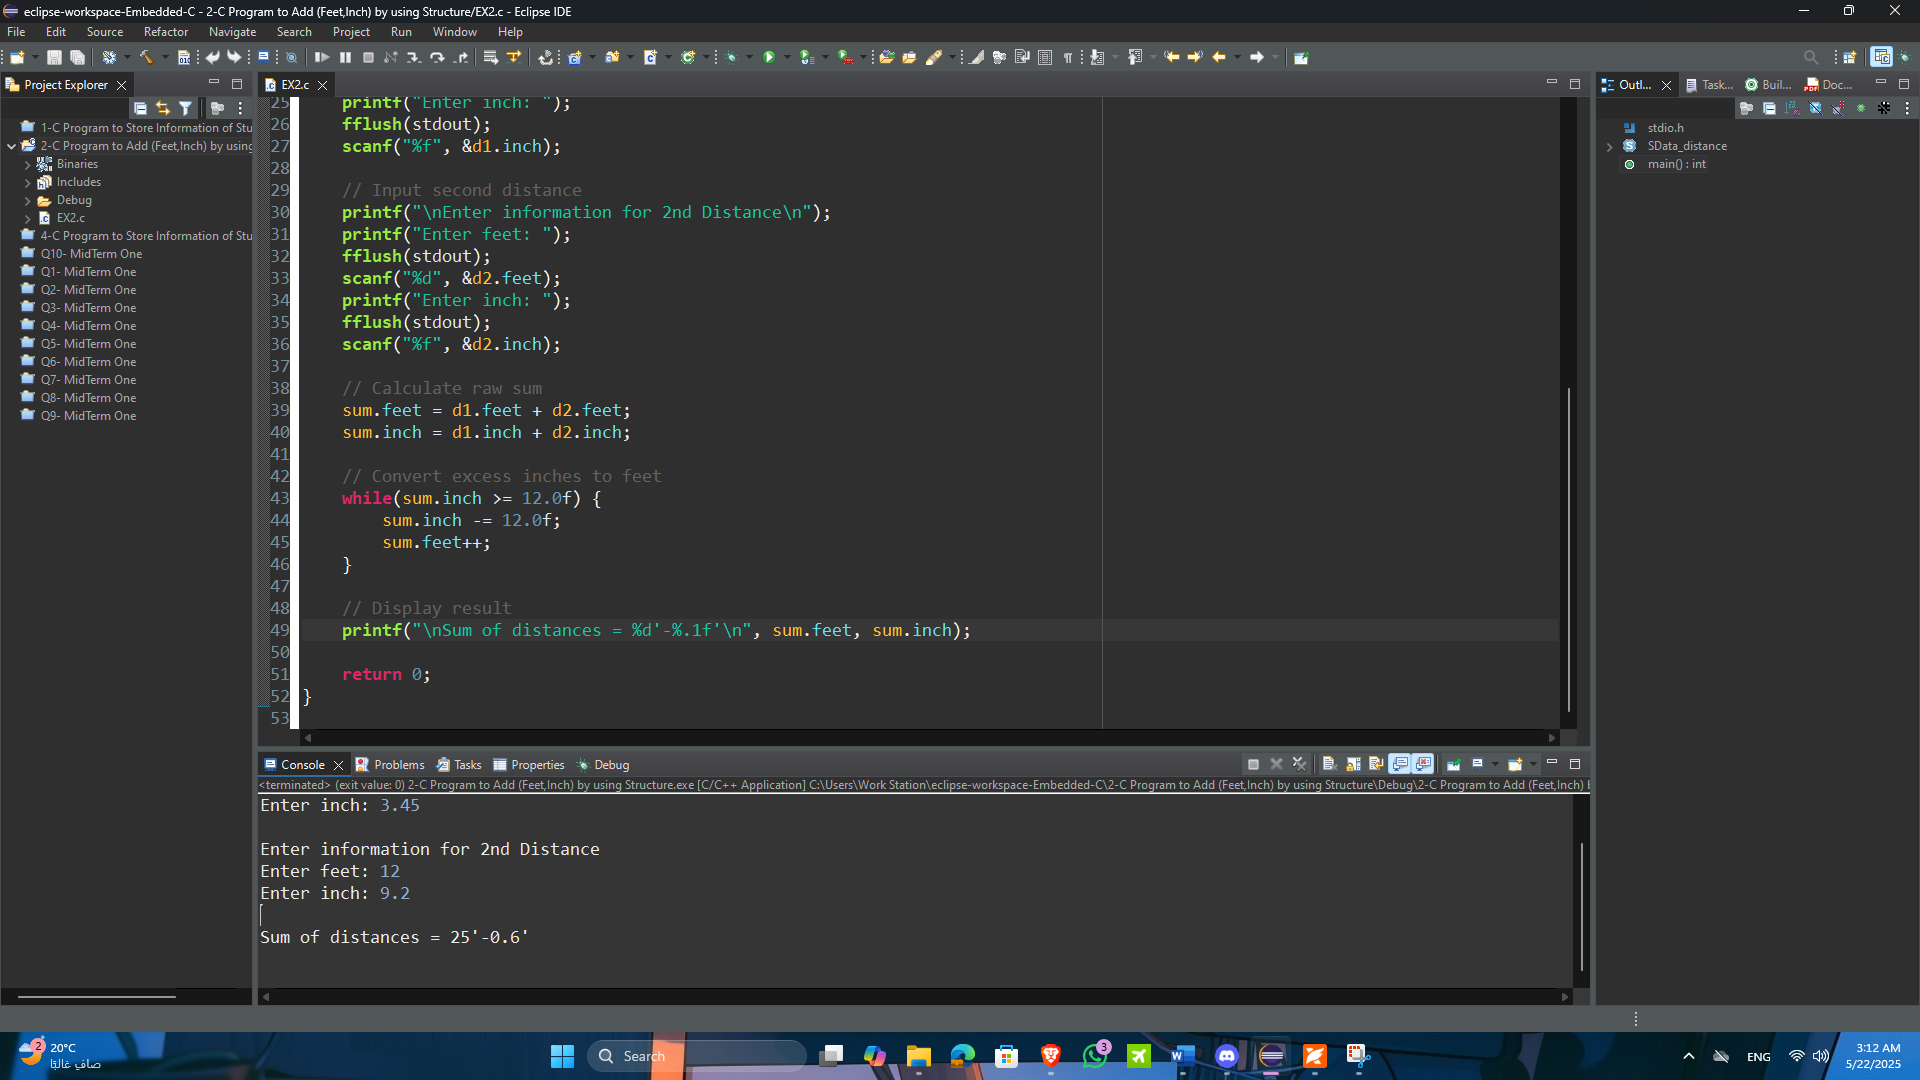 eclipse-workspace-Embedded-C - 2-C Program to Add (Feet,Inch) by using Structure/EX2.c - Eclipse IDE
File Edit Source Refactor Navigate Search Project Run Window Help
Project Explorer
1-C Program to Store Information of Stu
2-C Program to Add (Feet,Inch) by using
Binaries
Includes
Debug
EX2.c
4-C Program to Store Information of Stu
Q10- MidTerm One
Q1- MidTerm One
Q2- MidTerm One
Q3- MidTerm One
Q4- MidTerm One
Q5- MidTerm One
Q6- MidTerm One
Q7- MidTerm One
Q8- MidTerm One
Q9- MidTerm One
EX2.c
25 printf("Enter inch: ");
26 fflush(stdout);
27 scanf("%f", &d1.inch);
28
29 // Input second distance
30 printf("\nEnter information for 2nd Distance\n");
31 printf("Enter feet: ");
32 fflush(stdout);
33 scanf("%d", &d2.feet);
34 printf("Enter inch: ");
35 fflush(stdout);
36 scanf("%f", &d2.inch);
37
38 // Calculate raw sum
39 sum.feet = d1.feet + d2.feet;
40 sum.inch = d1.inch + d2.inch;
41
42 // Convert excess inches to feet
43 while(sum.inch >= 12.0f) {
44 sum.inch -= 12.0f;
45 sum.feet++;
46 }
47
48 // Display result
49 printf("\nSum of distances = %d'-%.1f'\n", sum.feet, sum.inch);
50
51 return 0;
52 }
53
Outl... Task... Buil... Doc...
stdio.h
SData_distance
main() : int
Console Problems Tasks Properties Debug
<terminated> (exit value: 0) 2-C Program to Add (Feet,Inch) by using Structure.exe [C/C++ Application] C:\Users\Work Station\eclipse-workspace-Embedded-C\2-C Program to Add (Feet,Inch) by using Structure\Debug\2-C Program to Add (Feet,Inch) b
Enter inch: 3.45
Enter information for 2nd Distance
Enter feet: 12
Enter inch: 9.2
Sum of distances = 25'-0.6'
2
20°C
صافٍ غالبًا
Search
3
ENG
3:12 AM
5/22/2025